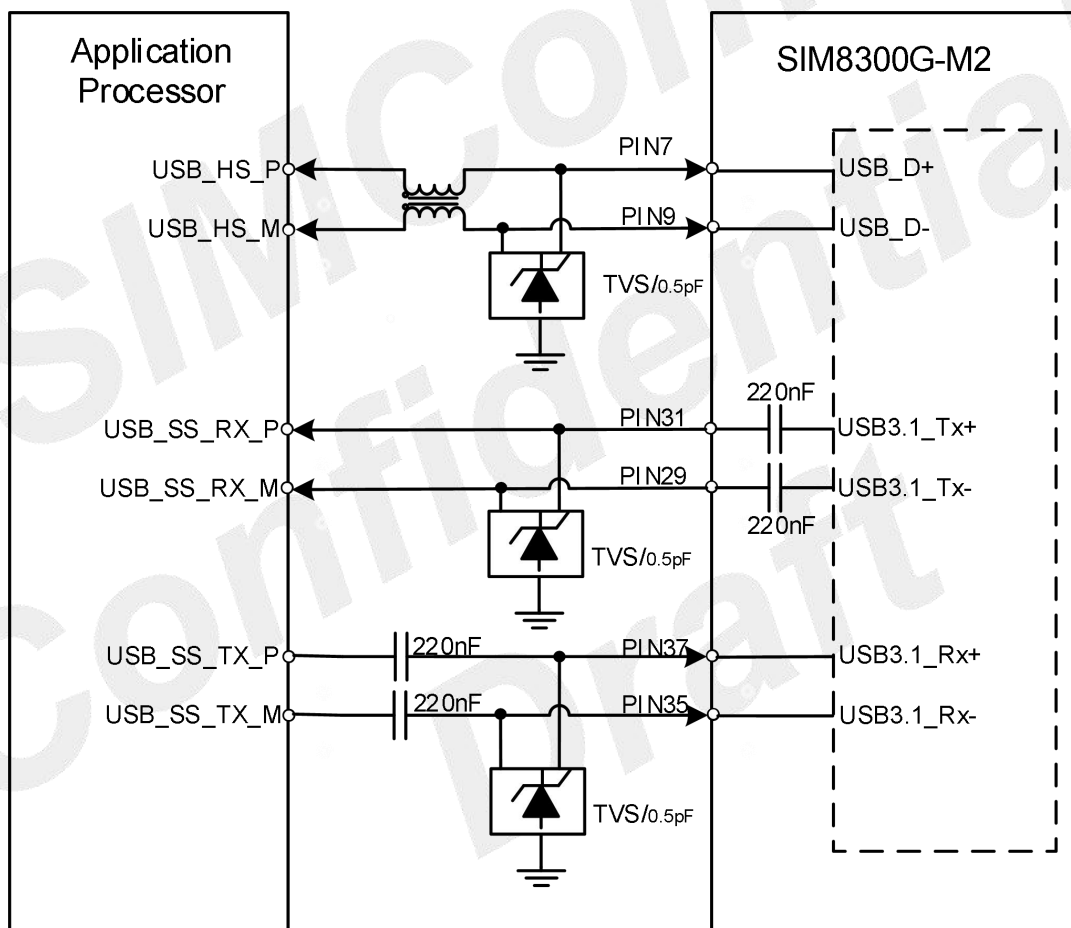 Application
Processor
SIM8300G-M2
USB_HS_P
PIN7
USB_D+
USB_HS_M
PIN9
USB_D-
TVS/0.5pF
220nF
USB_SS_RX_P
PIN31
USB3.1_Tx+
USB_SS_RX_M
PIN29
USB3.1_Tx-
220nF
TVS/0.5pF
USB_SS_TX_P
220nF
PIN37
USB3.1_Rx+
USB_SS_TX_M
220nF
PIN35
USB3.1_Rx-
TVS/0.5pF
SIMCom
Confidential
Draft